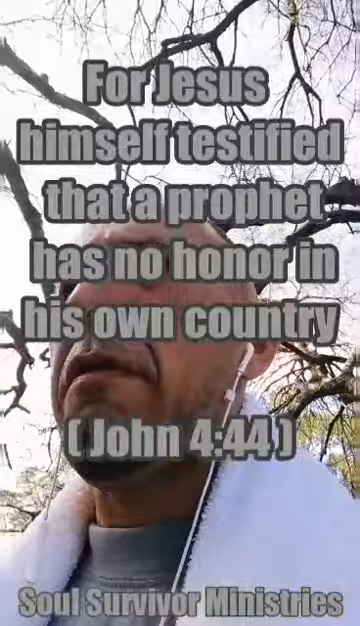 For Jesus
himself testified
that a prophet
has no honor in
his own country
( John 4:44 )
Soul Survivor Ministries